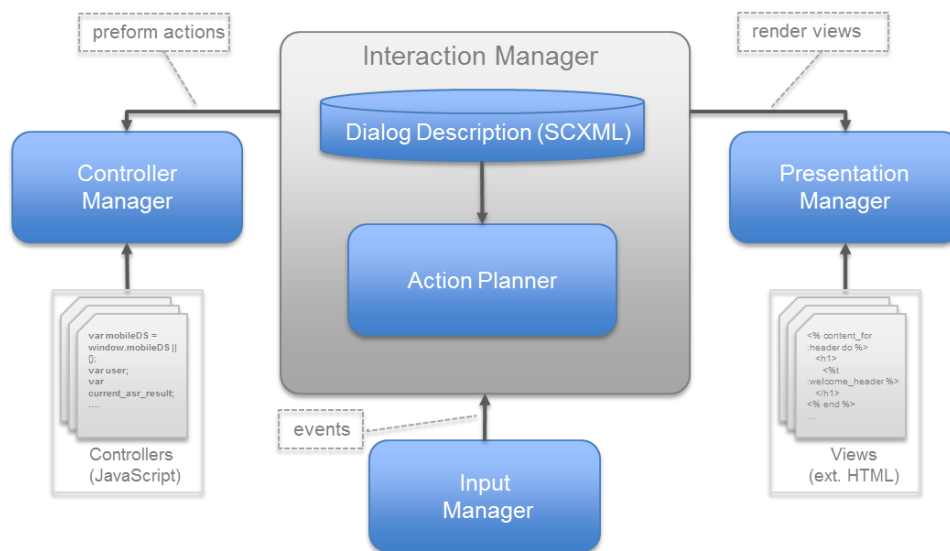 preform actions
render views
Interaction Manager
Dialog Description (SCXML)
Controller
Manager
Presentation
Manager
Action Planner
var mobileDS =
window.mobileDS ||
{};
var user;
var
current_asr_result;
....
<% content_for
:header do %>
<h1>
<%t
:welcome_header %>
</h1>
<% end %>
...
events
Controllers
(JavaScript)
Views
(ext. HTML)
Input
Manager